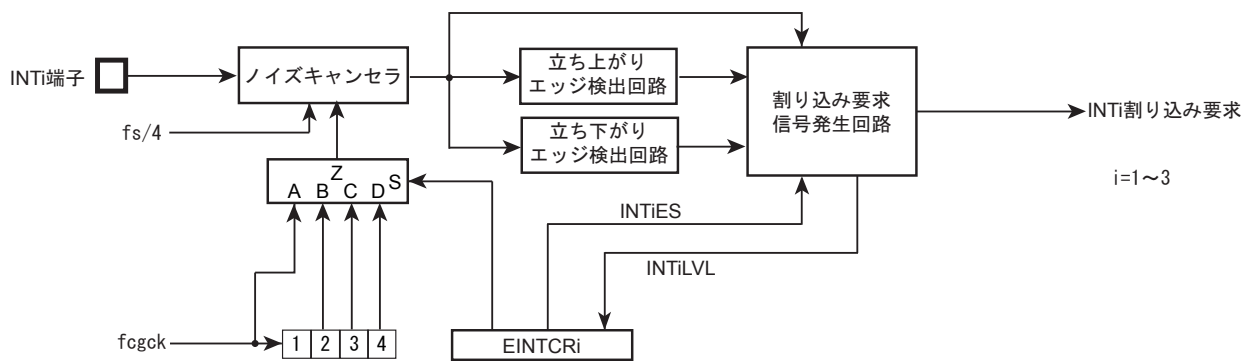 INTi端子
ノイズキャンセラ
立ち上がり
エッジ検出回路
立ち下がり
エッジ検出回路
割り込み要求
信号発生回路
INTi割り込み要求
i=1～3
fs/4
Z
A B C D S
INTiES
INTiLVL
fcgck
1 2 3 4
EINTCRi